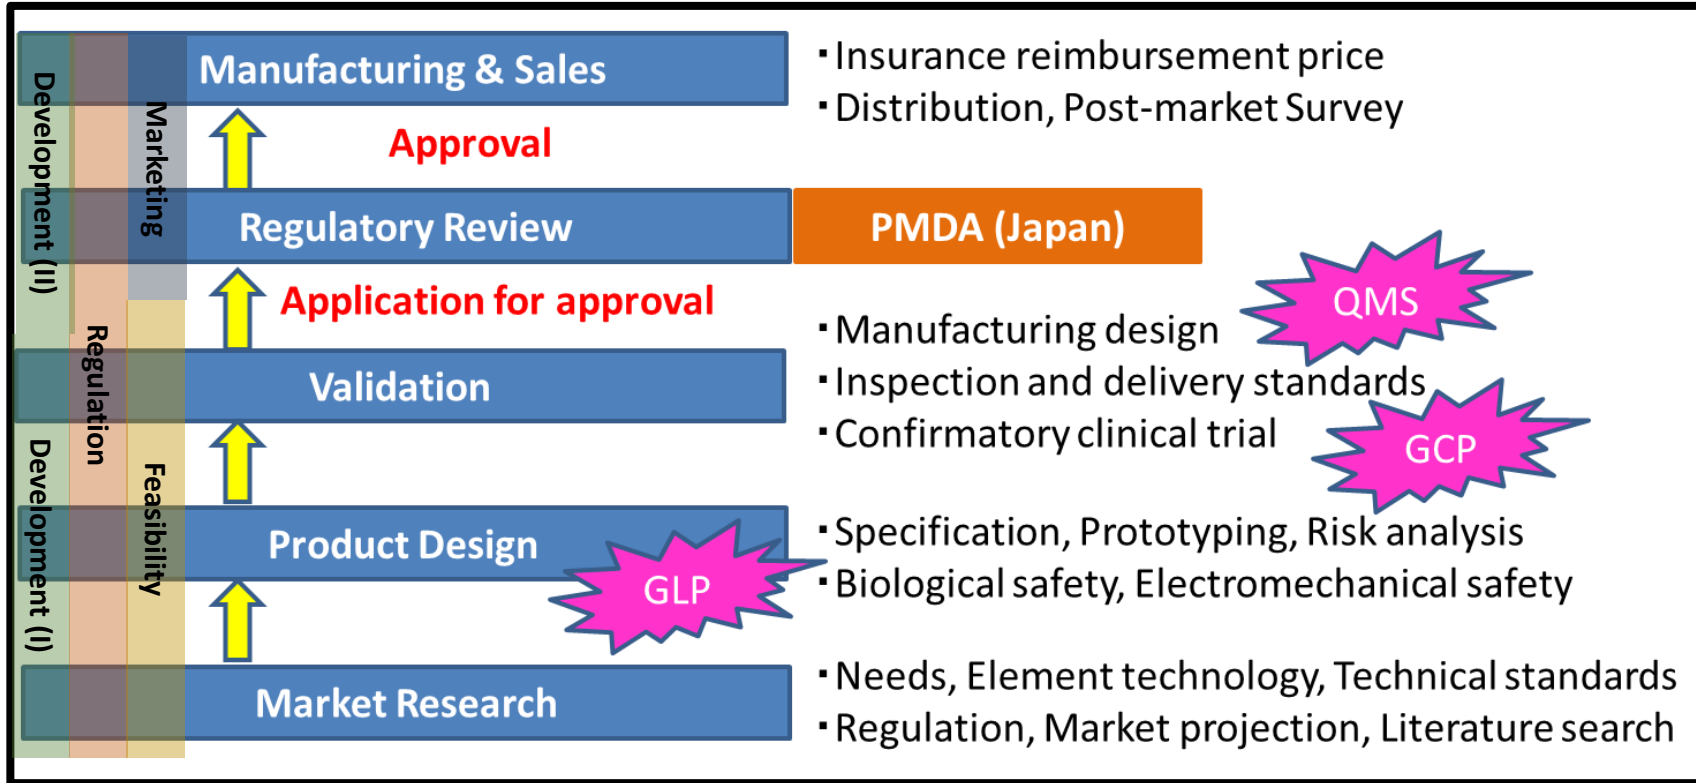 Manufacturing & Sales
・Insurance reimbursement price
・Distribution, Post-market Survey
Approval
Regulatory Review
PMDA (Japan)
Application for approval
QMS
・Manufacturing design
Validation
・Inspection and delivery standards
・Confirmatory clinical trial
GCP
Product Design
・Specification, Prototyping, Risk analysis
・Biological safety, Electromechanical safety
GLP
Market Research
・Needs, Element technology, Technical standards
・Regulation, Market projection, Literature search
Development (II)
Development (I)
Regulation
Marketing
Feasibility